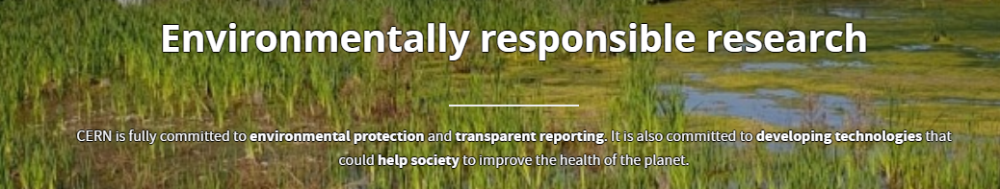 Environmentally responsible research
CERN is fully committed to environmental protection and transparent reporting. It is also committed to developing technologies that
could help society to improve the health of the planet.